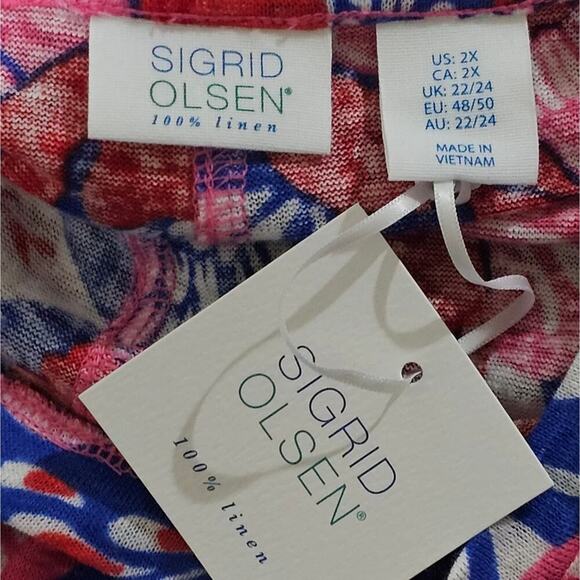 SIGRID
OLSEN®
100% linen
US: 2X
CA: 2X
UK: 22/24
EU: 48/50
AU: 22/24
MADE IN
VIETNAM
SIGRID
OLSEN®
100% linen